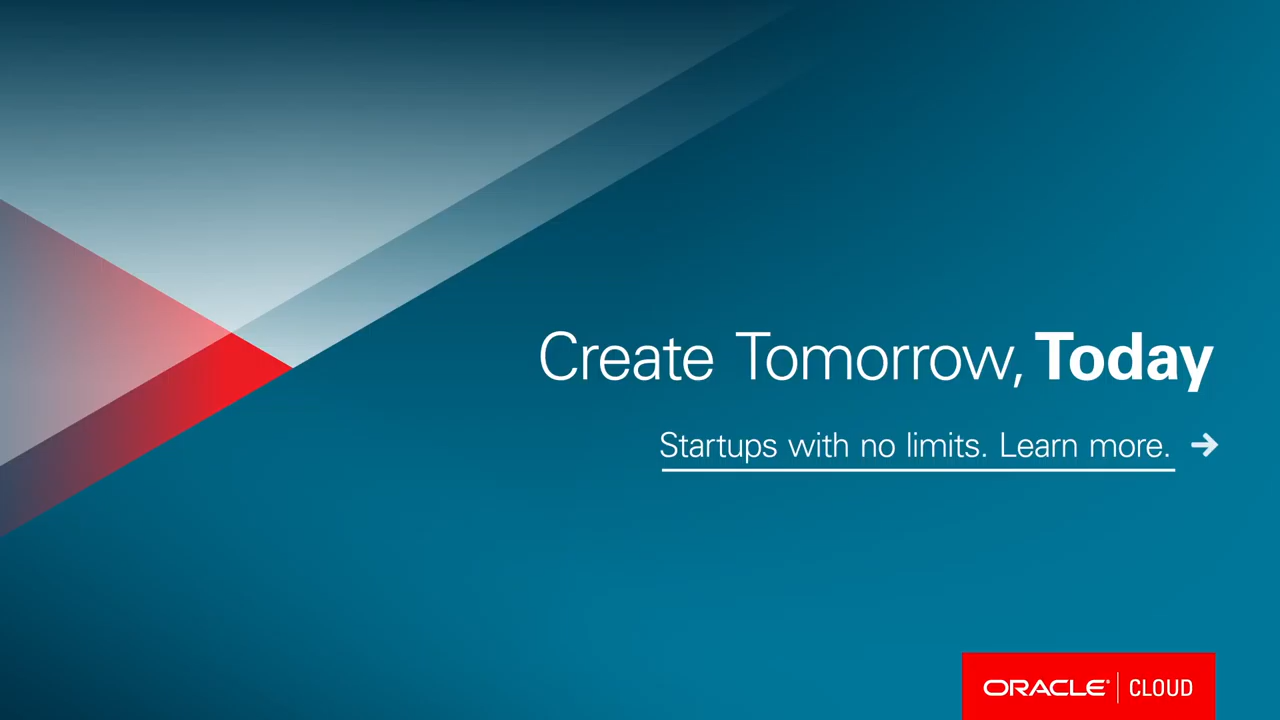 Create Tomorrow, Today
Startups with no limits. Learn more. →
ORACLE® | CLOUD